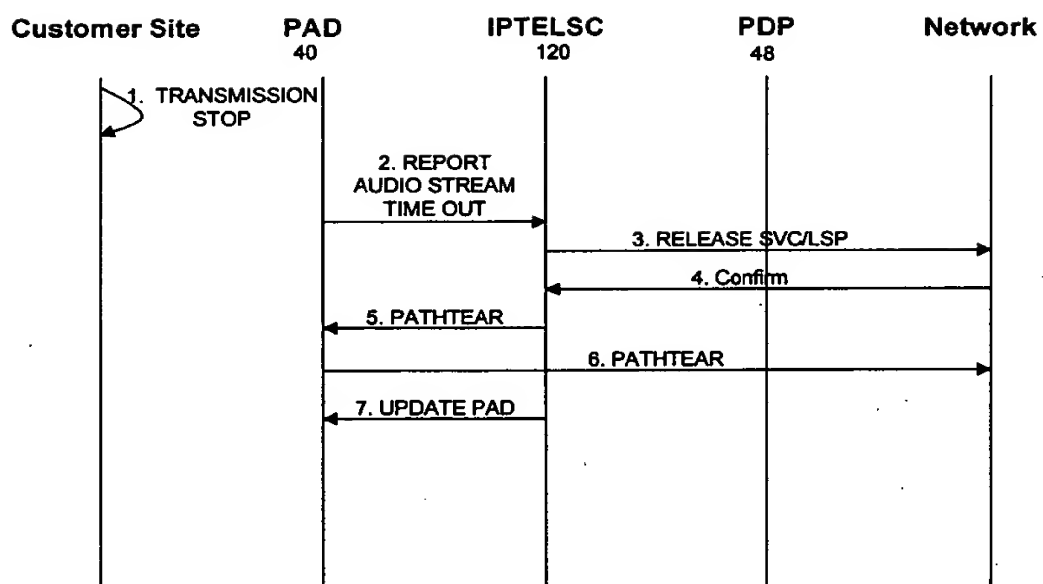 Customer Site PAD IPTELSC PDP Network
40 120 48
1. TRANSMISSION
STOP
2. REPORT
AUDIO STREAM
TIME OUT
3. RELEASE SVC/LSP
4. Confirm
5. PATHTEAR
6. PATHTEAR
7. UPDATE PAD